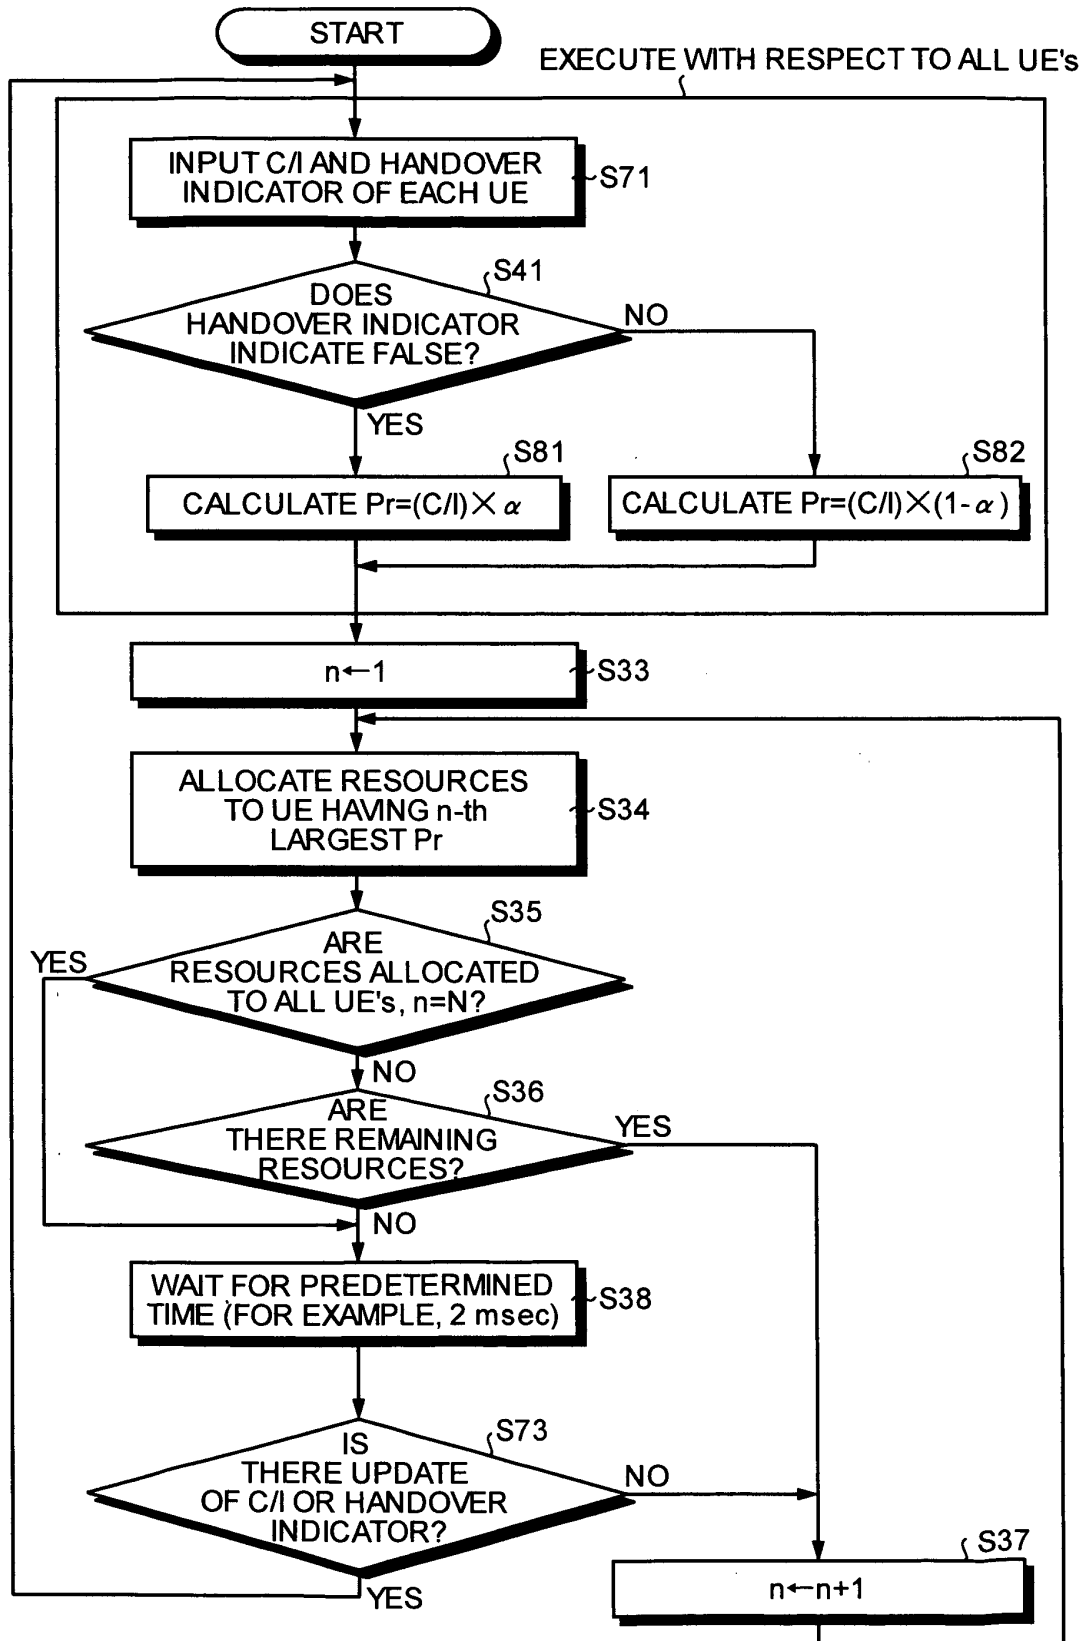 START
EXECUTE WITH RESPECT TO ALL UE's
INPUT C/I AND HANDOVER
INDICATOR OF EACH UE
S71
S41
DOES
HANDOVER INDICATOR
INDICATE FALSE?
NO
YES
S81
CALCULATE Pr=(C/I)×α
S82
CALCULATE Pr=(C/I)×(1-α)
n←1
S33
ALLOCATE RESOURCES
TO UE HAVING n-th
LARGEST Pr
S34
S35
ARE
RESOURCES ALLOCATED
TO ALL UE's, n=N?
YES
NO
S36
ARE
THERE REMAINING
RESOURCES?
YES
NO
WAIT FOR PREDETERMINED
TIME (FOR EXAMPLE, 2 msec)
S38
S73
IS
THERE UPDATE
OF C/I OR HANDOVER
INDICATOR?
NO
YES
S37
n←n+1